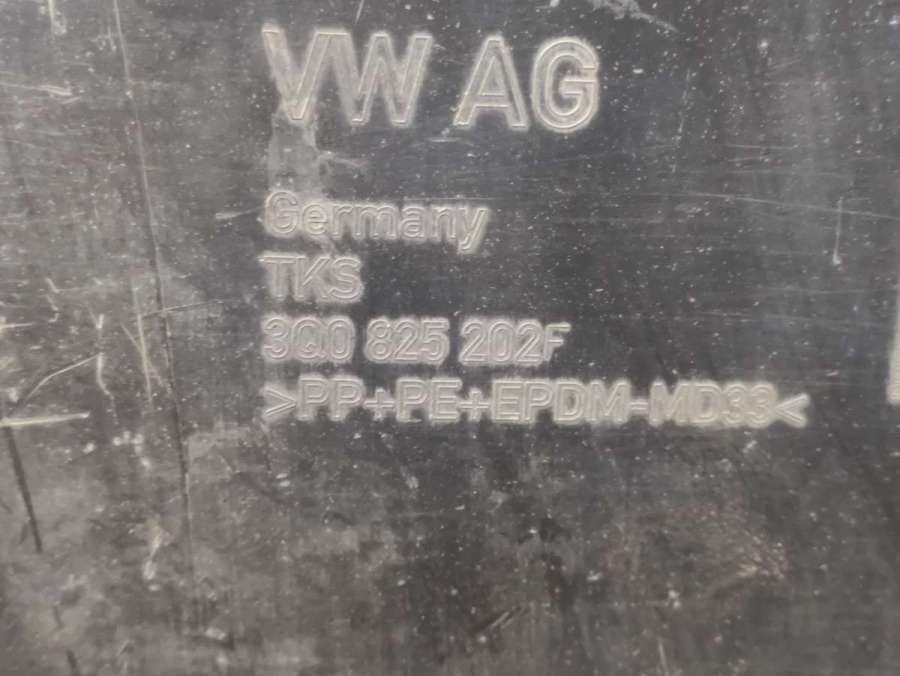 VW AG
Germany
TKS
3Q0 825 202F
>PP+PE+EPDM-MD33<